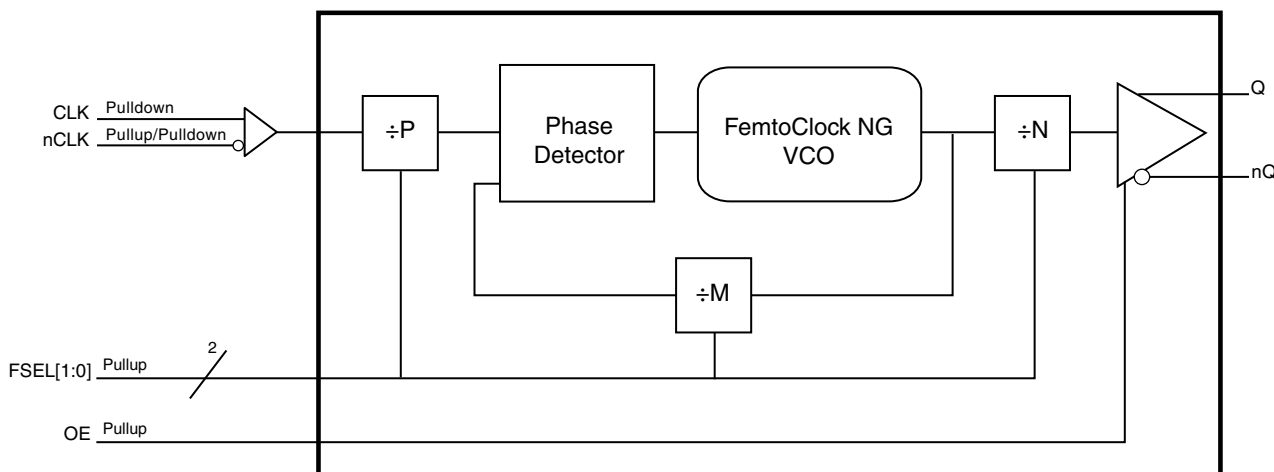 CLK Pulldown
nCLK Pullup/Pulldown
÷P
Phase
Detector
FemtoClock NG
VCO
÷N
Q
nQ
÷M
FSEL[1:0] Pullup
2
OE Pullup